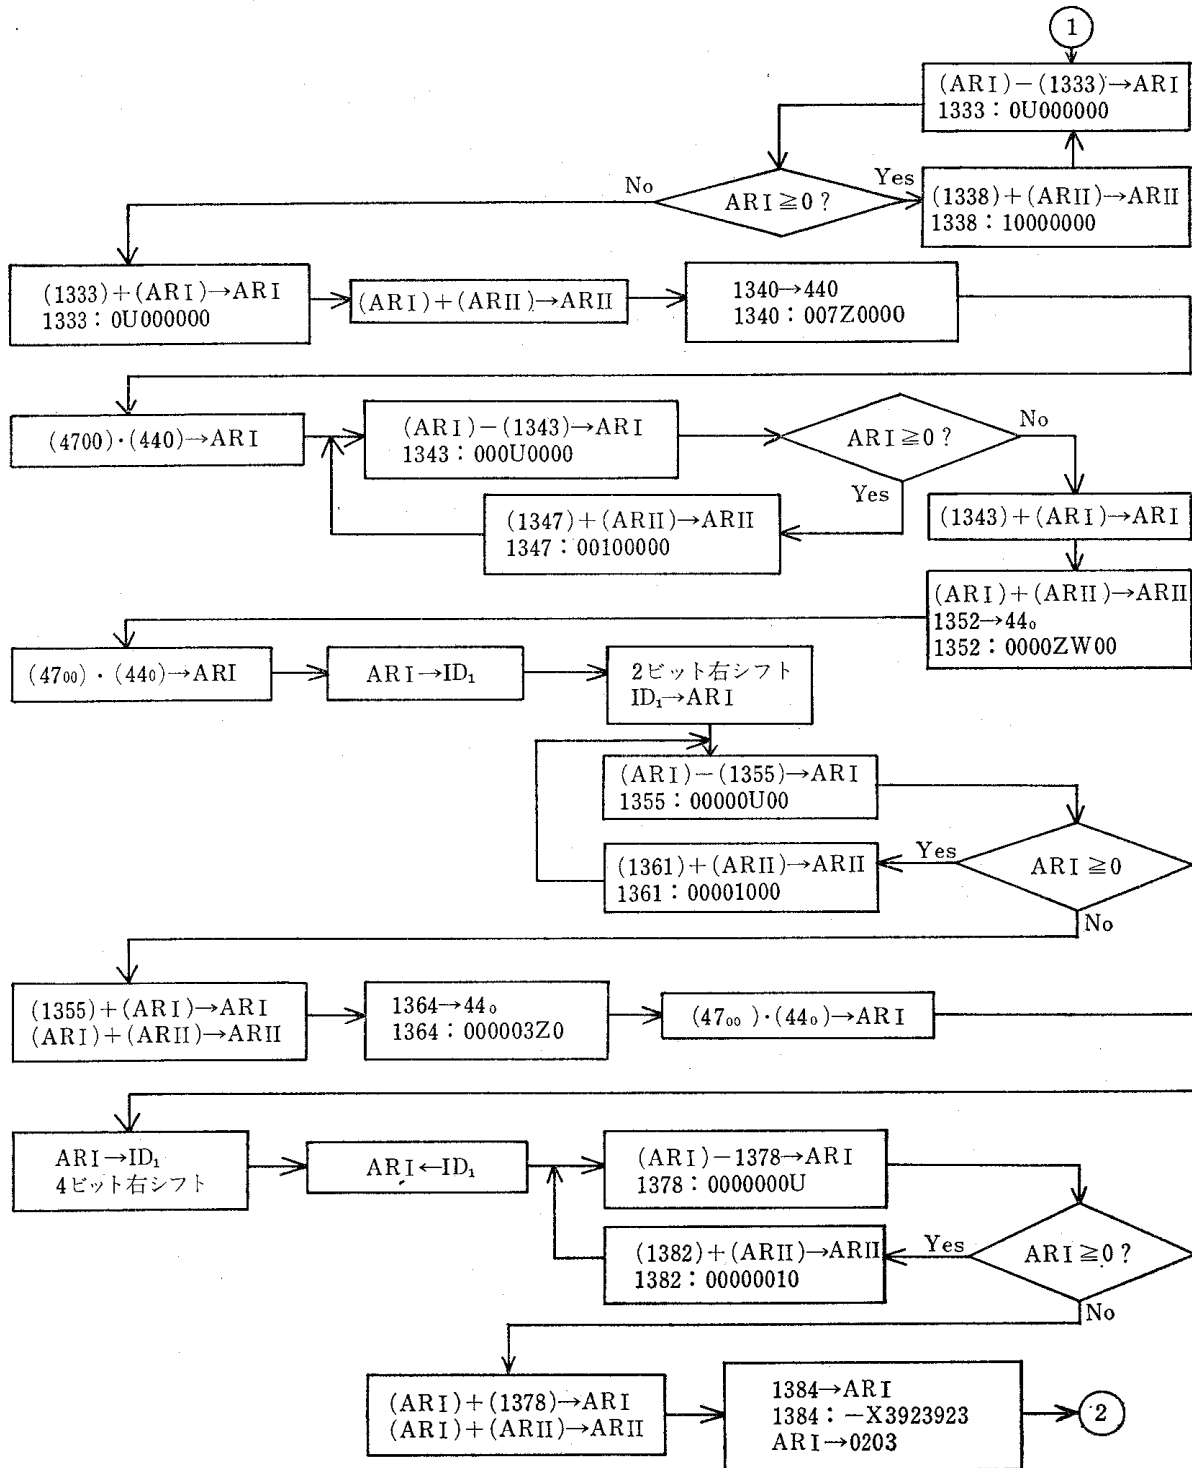 1
(ARI)−(1333)→ARI
1333：0U000000
ARI≧0？
No
Yes
(1338)+(ARII)→ARII
1338：10000000
(1333)+(ARI)→ARI
1333：0U000000
(ARI)+(ARII)→ARII
1340→440
1340：007Z0000
(4700)·(440)→ARI
(ARI)−(1343)→ARI
1343：000U0000
ARI≧0？
No
Yes
(1347)+(ARII)→ARII
1347：00100000
(1343)+(ARI)→ARI
(ARI)+(ARII)→ARII
1352→44₀
1352：0000ZW00
(47₀₀)·(44₀)→ARI
ARI→ID₁
2ビット右シフト
ID₁→ARI
(ARI)−(1355)→ARI
1355：00000U00
ARI≧0
Yes
No
(1361)+(ARII)→ARII
1361：00001000
(1355)+(ARI)→ARI
(ARI)+(ARII)→ARII
1364→44₀
1364：000003Z0
(47₀₀)·(44₀)→ARI
ARI→ID₁
4ビット右シフト
ARI←ID₁
(ARI)−1378→ARI
1378：0000000U
ARI≧0？
Yes
No
(1382)+(ARII)→ARII
1382：00000010
(ARI)+(1378)→ARI
(ARI)+(ARII)→ARII
1384→ARI
1384：−X3923923
ARI→0203
2